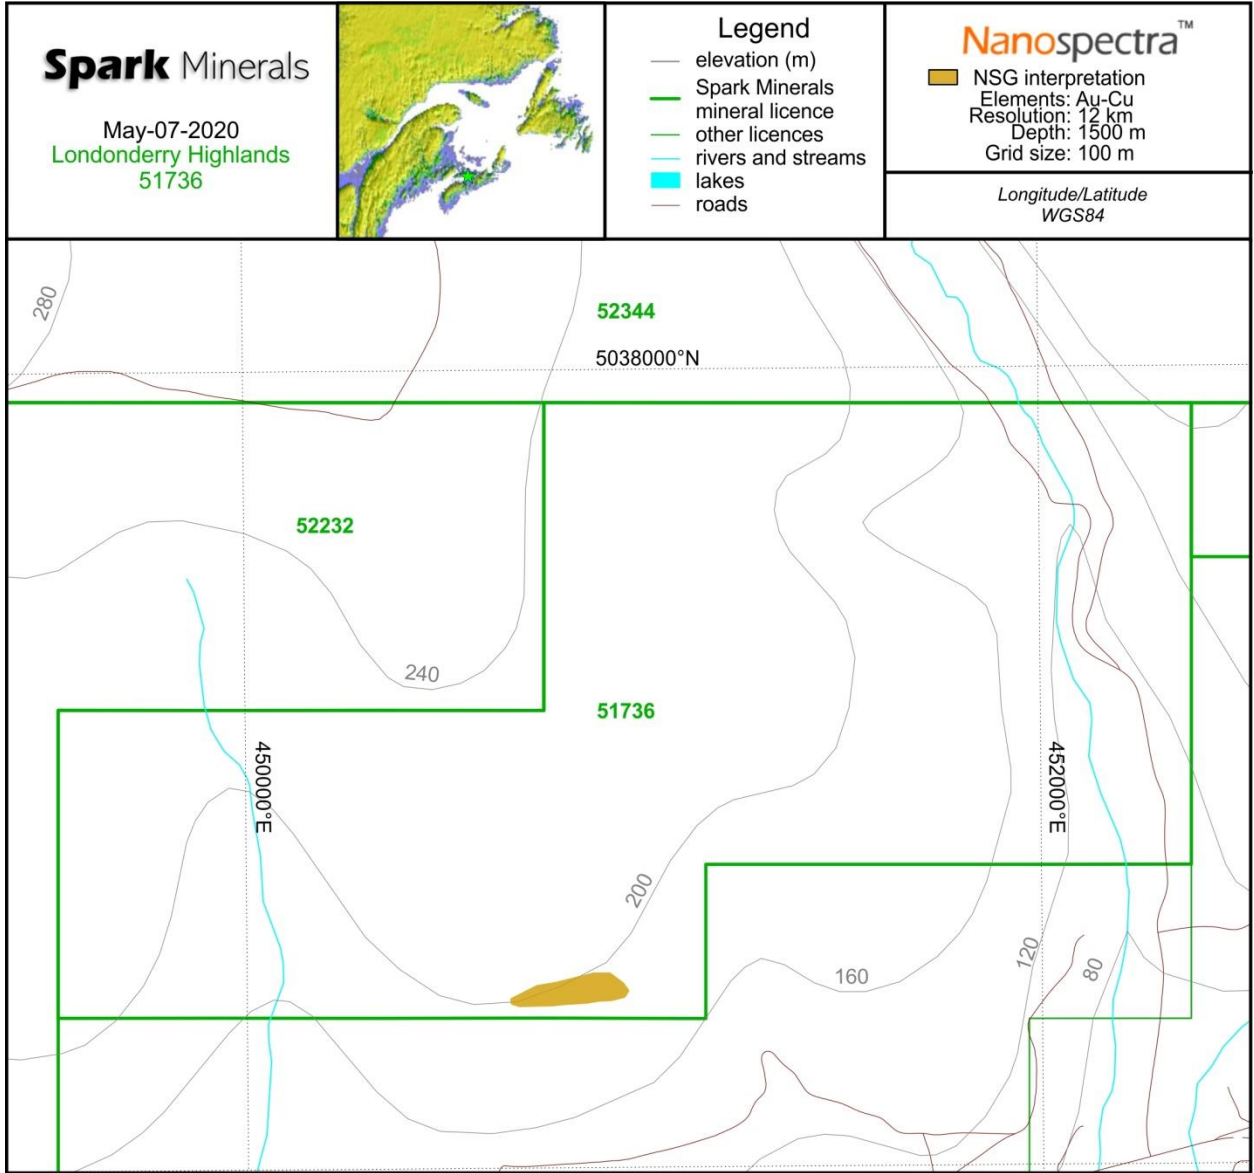 Spark Minerals
May-07-2020
Londonderry Highlands
51736
Legend
elevation (m)
Spark Minerals
mineral licence
other licences
rivers and streams
lakes
roads
Nanospectra™
NSG interpretation
Elements: Au-Cu
Resolution: 12 km
Depth: 1500 m
Grid size: 100 m
Longitude/Latitude
WGS84
280
52344
5038000°N
52232
240
51736
450000°E
452000°E
200
160
120
80